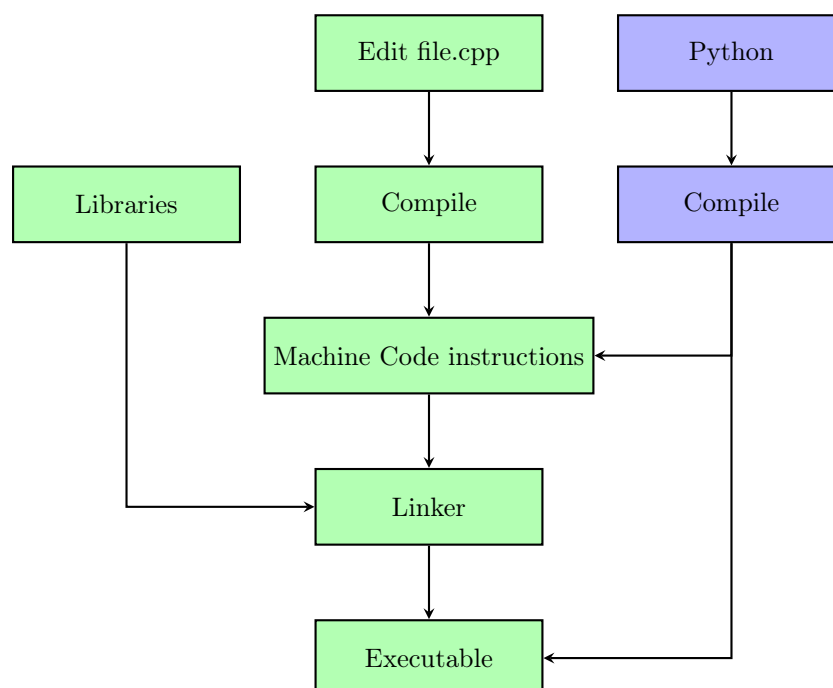 Edit file.cpp
Python
Libraries
Compile
Compile
Machine Code instructions
Linker
Executable